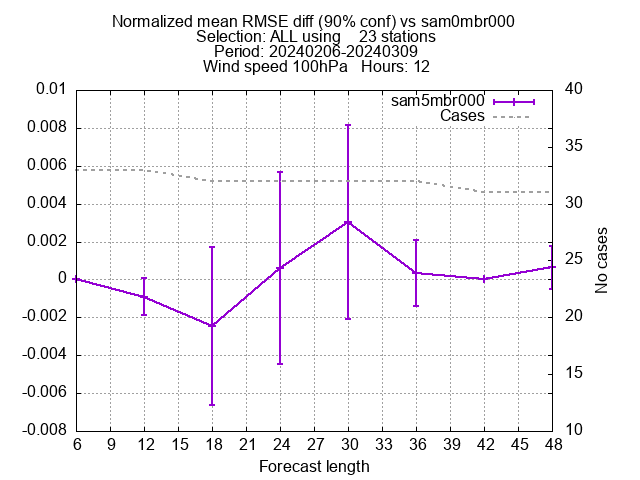 Normalized mean RMSE diff (90% conf) vs sam0mbr000
Selection: ALL using    23 stations
Period: 20240206-20240309
Wind speed 100hPa   Hours: 12
sam5mbr000
Cases
0.01
0.008
0.006
0.004
0.002
0
-0.002
-0.004
-0.006
-0.008
40
35
30
25
20
15
10
No cases
6 9 12 15 18 21 24 27 30 33 36 39 42 45 48
Forecast length